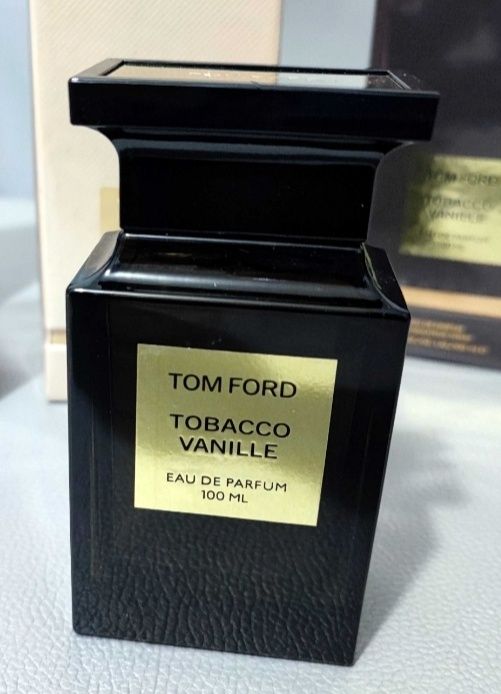 TOM FORD
TOBACCO
VANILLE
EAU DE PARFUM
100 ML
TOM FORD
TOBACCO
VANILLE